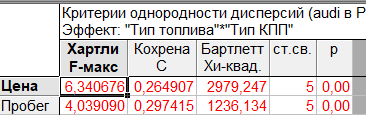 Критерии однородности дисперсий (audi в P
Эффект: "Тип топлива"*"Тип КПП"
Хартли F-макс Кохрена C Бартлетт Хи-квад. ст.св. p
Цена 6,340676 0,264907 2979,247 5 0,00
Пробег 4,039090 0,297415 1236,134 5 0,00